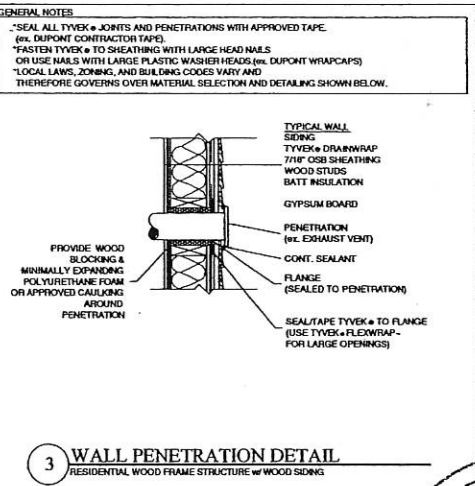 GENERAL NOTES
*SEAL ALL TYVEK® JOINTS AND PENETRATIONS WITH APPROVED TAPE.
(ex. DUPONT CONTRACTOR TAPE).
*FASTEN TYVEK® TO SHEATHING WITH LARGE HEAD NAILS
OR USE NAILS WITH LARGE PLASTIC WASHER HEADS.(ex. DUPONT WRAPCAPS)
*LOCAL LAWS, ZONING, AND BUILDING CODES VARY AND
THEREFORE GOVERNS OVER MATERIAL SELECTION AND DETAILING SHOWN BELOW.
TYPICAL WALL
SIDING
TYVEK® DRAINWRAP
7/16" OSB SHEATHING
WOOD STUDS
BATT INSULATION
GYPSUM BOARD
PENETRATION
(ex. EXHAUST VENT)
CONT. SEALANT
FLANGE
(SEALED TO PENETRATION)
SEAL/TAPE TYVEK® TO FLANGE
(USE TYVEK® FLEXWRAP-
FOR LARGE OPENINGS)
PROVIDE WOOD
BLOCKING &
MINIMALLY EXPANDING
POLYURETHANE FOAM
OR APPROVED CAULKING
AROUND
PENETRATION
3 WALL PENETRATION DETAIL
RESIDENTIAL WOOD FRAME STRUCTURE w/ WOOD SIDING